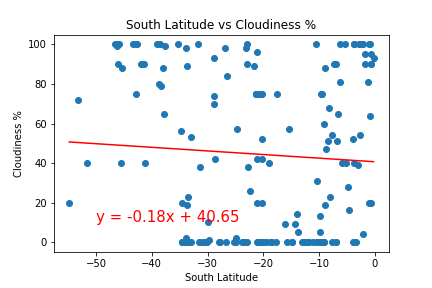 South Latitude vs Cloudiness %
Cloudiness %
100
80
60
40
20
0
y = -0.18x + 40.65
−50 −40 −30 −20 −10 0
South Latitude